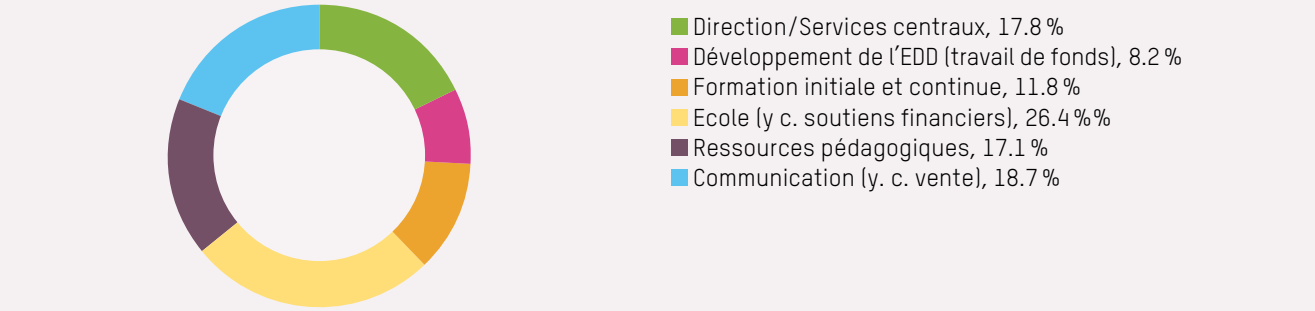 Direction/Services centraux, 17.8 %
Développement de l’EDD (travail de fonds), 8.2 %
Formation initiale et continue, 11.8 %
Ecole (y c. soutiens financiers), 26.4 %%
Ressources pédagogiques, 17.1 %
Communication (y. c. vente), 18.7 %